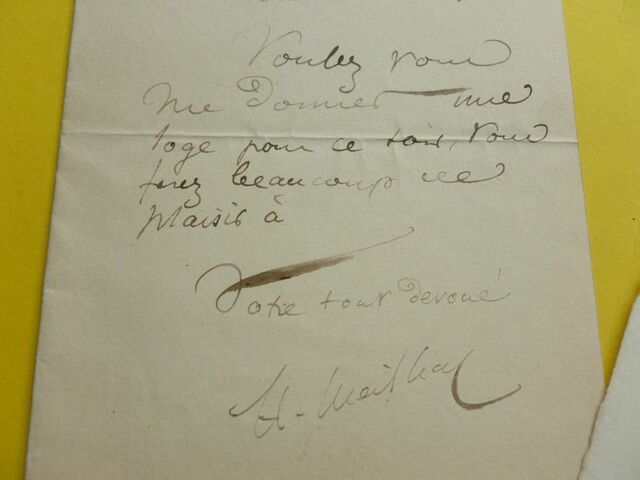 Voulez vous
me donner une
loge pour ce soir, vous
ferez beaucoup de
plaisir à
Votre tout dévoué
H. Meilhac